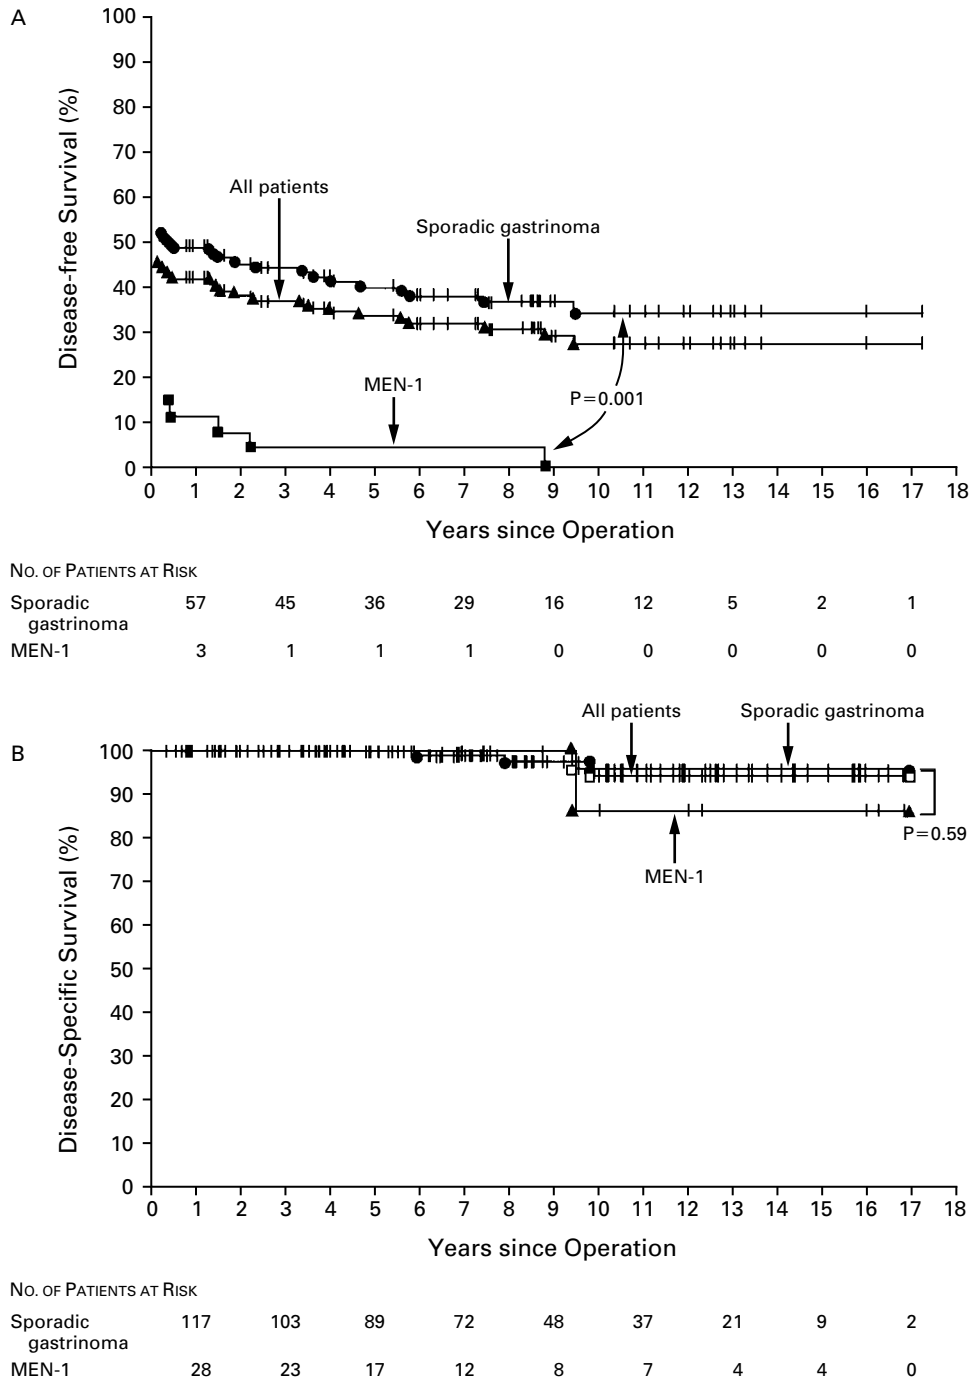 A
100
90
80
70
60
50
40
30
20
10
0
Disease-free Survival (%)
All patients
Sporadic gastrinoma
MEN-1
P=0.001
0 1 2 3 4 5 6 7 8 9 10 11 12 13 14 15 16 17 18
Years since Operation
NO. OF PATIENTS AT RISK
Sporadic 57 45 36 29 16 12 5 2 1
gastrinoma
MEN-1 3 1 1 1 0 0 0 0 0
B
All patients Sporadic gastrinoma
100
90
80
70
60
50
40
30
20
10
0
Disease-Specific Survival (%)
P=0.59
MEN-1
0 1 2 3 4 5 6 7 8 9 10 11 12 13 14 15 16 17 18
Years since Operation
NO. OF PATIENTS AT RISK
Sporadic 117 103 89 72 48 37 21 9 2
gastrinoma
MEN-1 28 23 17 12 8 7 4 4 0